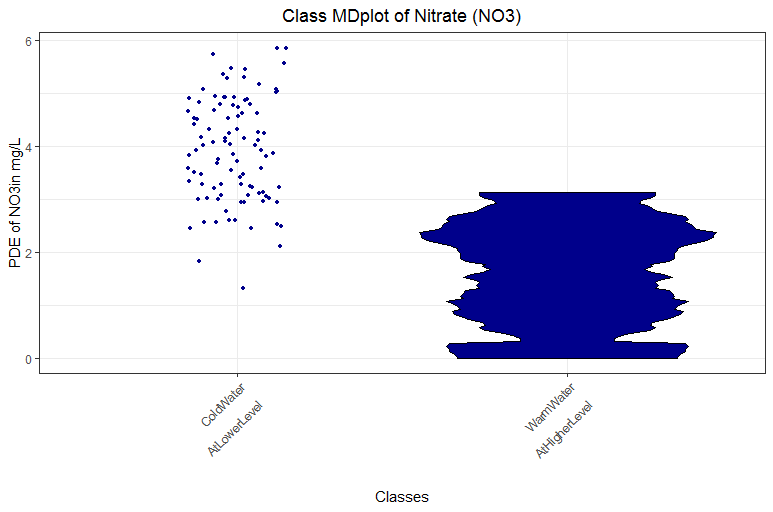 Class MDplot of Nitrate (NO3)
PDE of NO3in mg/L
6
4
2
0
ColdWater
AtLowerLevel
WarmWater
AtHigherLevel
Classes